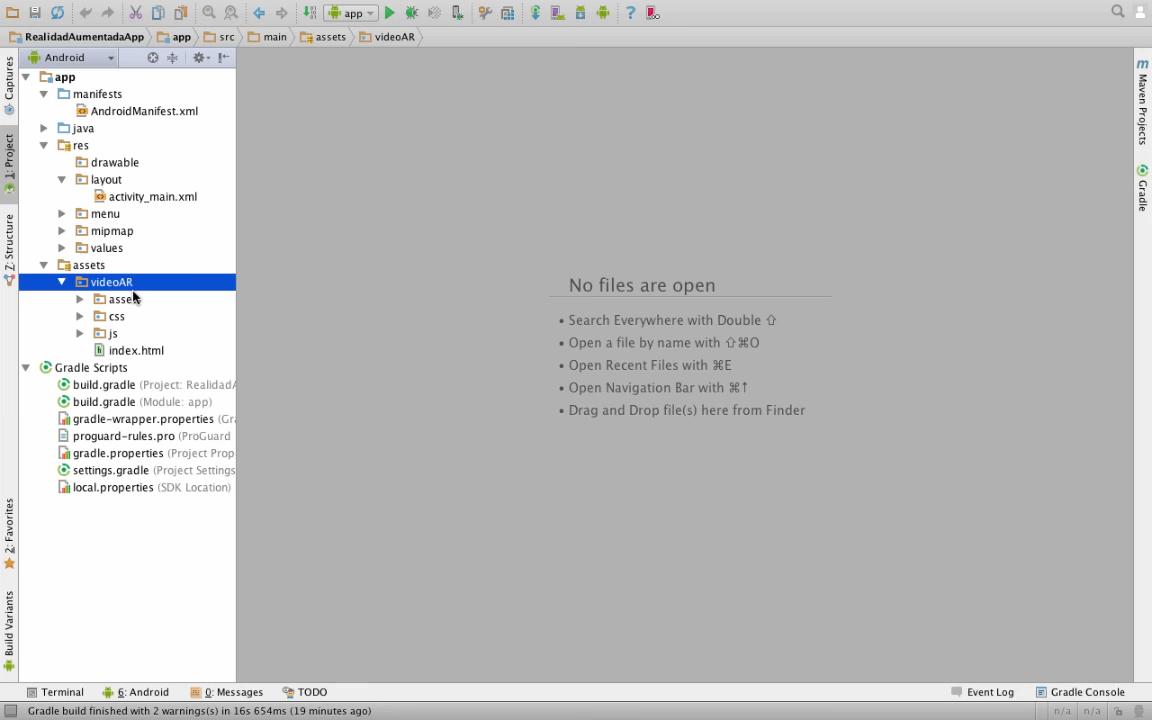 app
RealidadAumentadaApp app src main assets videoAR
Captures
1: Project
Z: Structure
2: Favorites
Build Variants
Android
app
manifests
AndroidManifest.xml
java
res
drawable
layout
activity_main.xml
menu
mipmap
values
assets
videoAR
css
js
index.html
Gradle Scripts
build.gradle (Project: RealidadA
build.gradle (Module: app)
gradle-wrapper.properties (Gra
proguard-rules.pro (ProGuard
gradle.properties (Project Prop
settings.gradle (Project Settings
local.properties (SDK Location)
No files are open
• Search Everywhere with Double ⇧
• Open a file by name with ⇧⌘O
• Open Recent Files with ⌘E
• Open Navigation Bar with ⌘↑
• Drag and Drop file(s) here from Finder
m
Maven Projects
Gradle
Terminal 6: Android 0: Messages TODO Event Log Gradle Console
Gradle build finished with 2 warnings(s) in 16s 654ms (19 minutes ago) n/a n/a